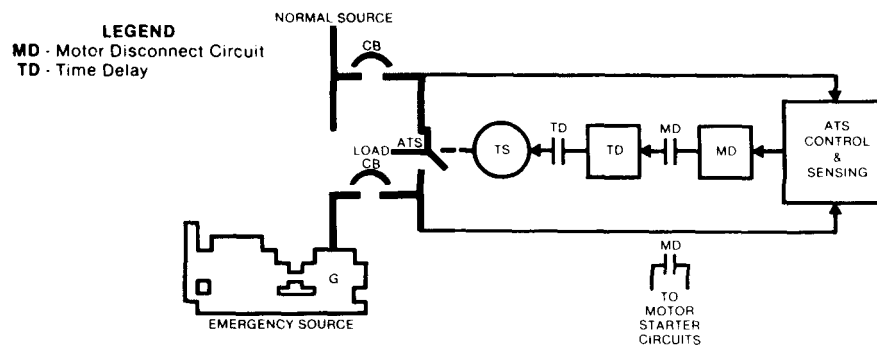 NORMAL SOURCE
LEGEND
MD - Motor Disconnect Circuit
TD - Time Delay
CB
LOAD
ATS
CB
TS
TD
TD
MD
MD
ATS
CONTROL
&
SENSING
G
EMERGENCY SOURCE
MD
TO
MOTOR
STARTER
CIRCUITS